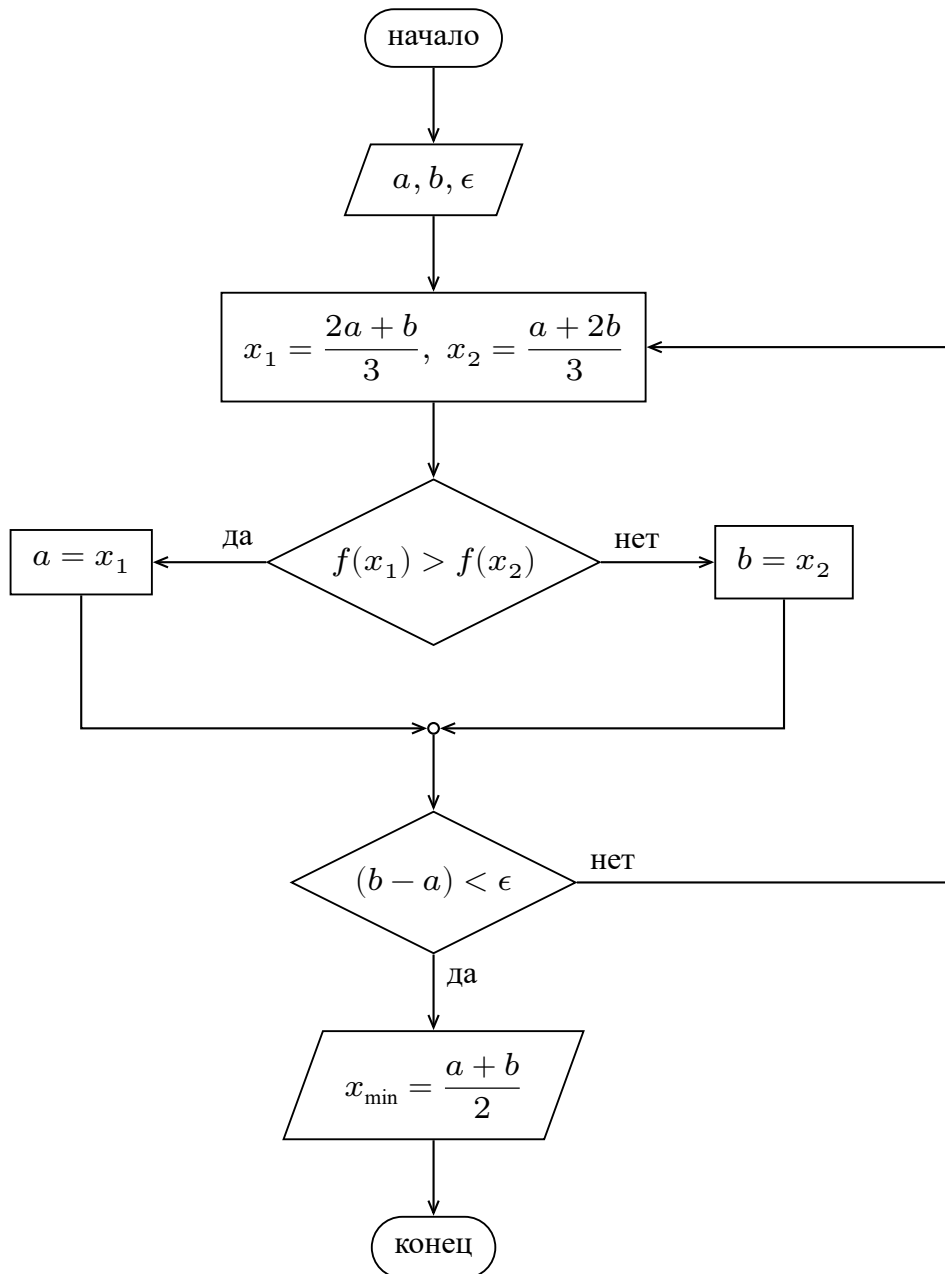 начало
a, b, ϵ
x₁ = (2a + b)/3, x₂ = (a + 2b)/3
да
нет
a = x₁
f(x₁) > f(x₂)
b = x₂
нет
(b − a) < ϵ
да
x_min = (a + b)/2
конец